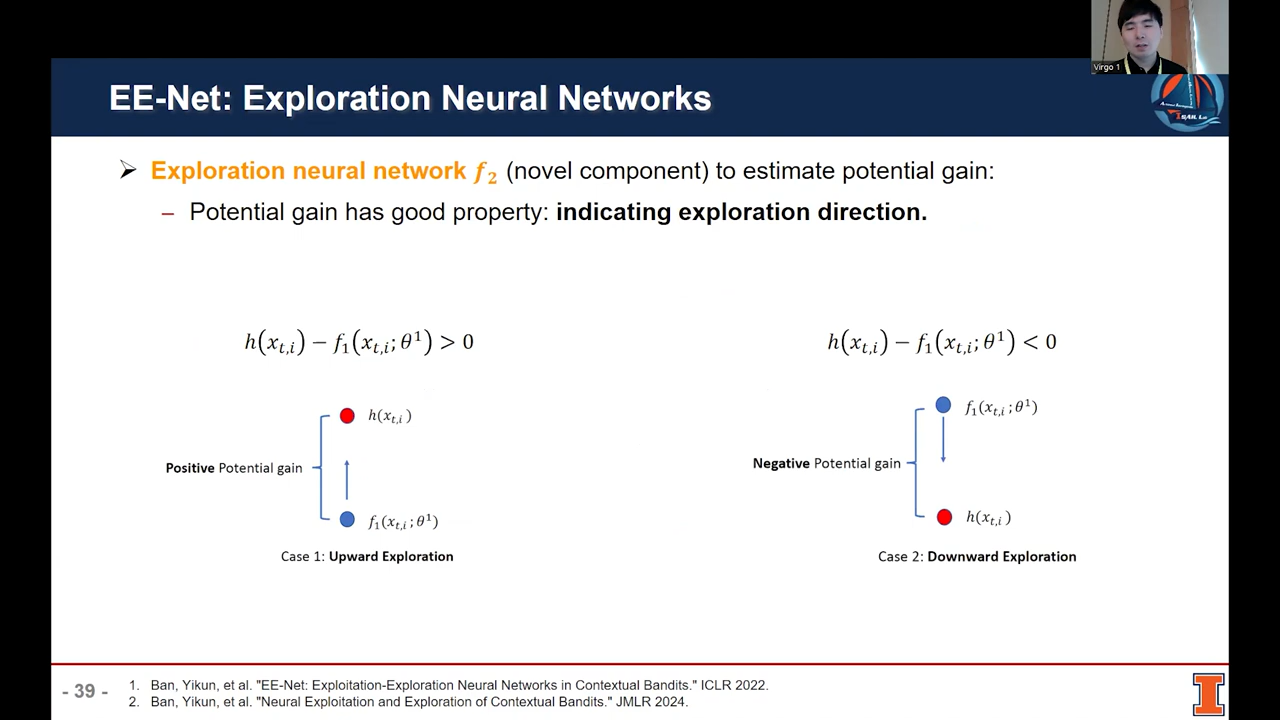 Virgo 1
EE-Net: Exploration Neural Networks
➢ Exploration neural network f₂ (novel component) to estimate potential gain:
– Potential gain has good property: indicating exploration direction.
h(x_{t,i}) − f₁(x_{t,i}; θ¹) > 0
h(x_{t,i}) − f₁(x_{t,i}; θ¹) < 0
h(x_{t,i})
Positive Potential gain
f₁(x_{t,i}; θ¹)
Case 1: Upward Exploration
f₁(x_{t,i}; θ¹)
Negative Potential gain
h(x_{t,i})
Case 2: Downward Exploration
- 39 -
1. Ban, Yikun, et al. "EE-Net: Exploitation-Exploration Neural Networks in Contextual Bandits." ICLR 2022.
2. Ban, Yikun, et al. "Neural Exploitation and Exploration of Contextual Bandits." JMLR 2024.